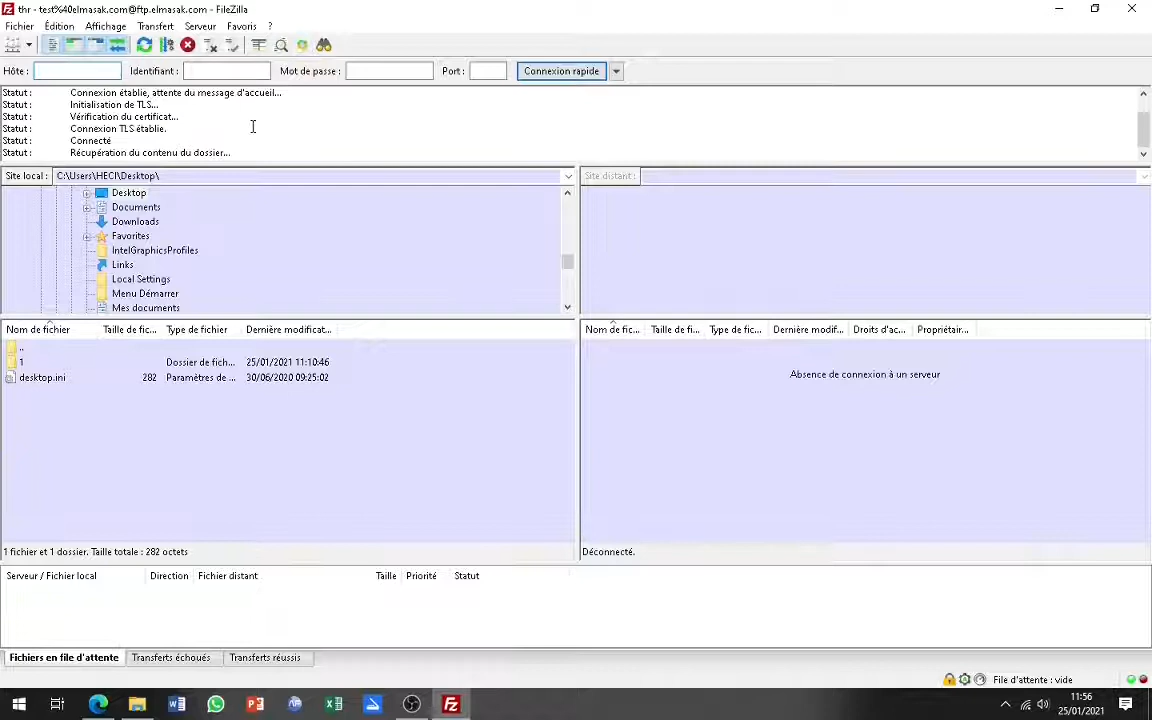 thr - test%40elmasak.com@ftp.elmasak.com - FileZilla
Fichier Édition Affichage Transfert Serveur Favoris ?
Hôte : Identifiant : Mot de passe : Port : Connexion rapide
Statut : Connexion établie, attente du message d'accueil...
Statut : Initialisation de TLS...
Statut : Vérification du certificat...
Statut : Connexion TLS établie.
Statut : Connecté
Statut : Récupération du contenu du dossier...
Site local : C:\Users\HECI\Desktop\
Site distant :
Desktop
Documents
Downloads
Favorites
IntelGraphicsProfiles
Links
Local Settings
Menu Démarrer
Mes documents
Nom de fichier Taille de fic... Type de fichier Dernière modificat...
..
1 Dossier de fich... 25/01/2021 11:10:46
desktop.ini 282 Paramètres de ... 30/06/2020 09:25:02
1 fichier et 1 dossier. Taille totale : 282 octets
Nom de fic... Taille de fi... Type de fic... Dernière modif... Droits d'ac... Propriétair...
Absence de connexion à un serveur
Déconnecté.
Serveur / Fichier local Direction Fichier distant Taille Priorité Statut
Fichiers en file d'attente Transferts échoués Transferts réussis
File d'attente : vide
11:56
25/01/2021